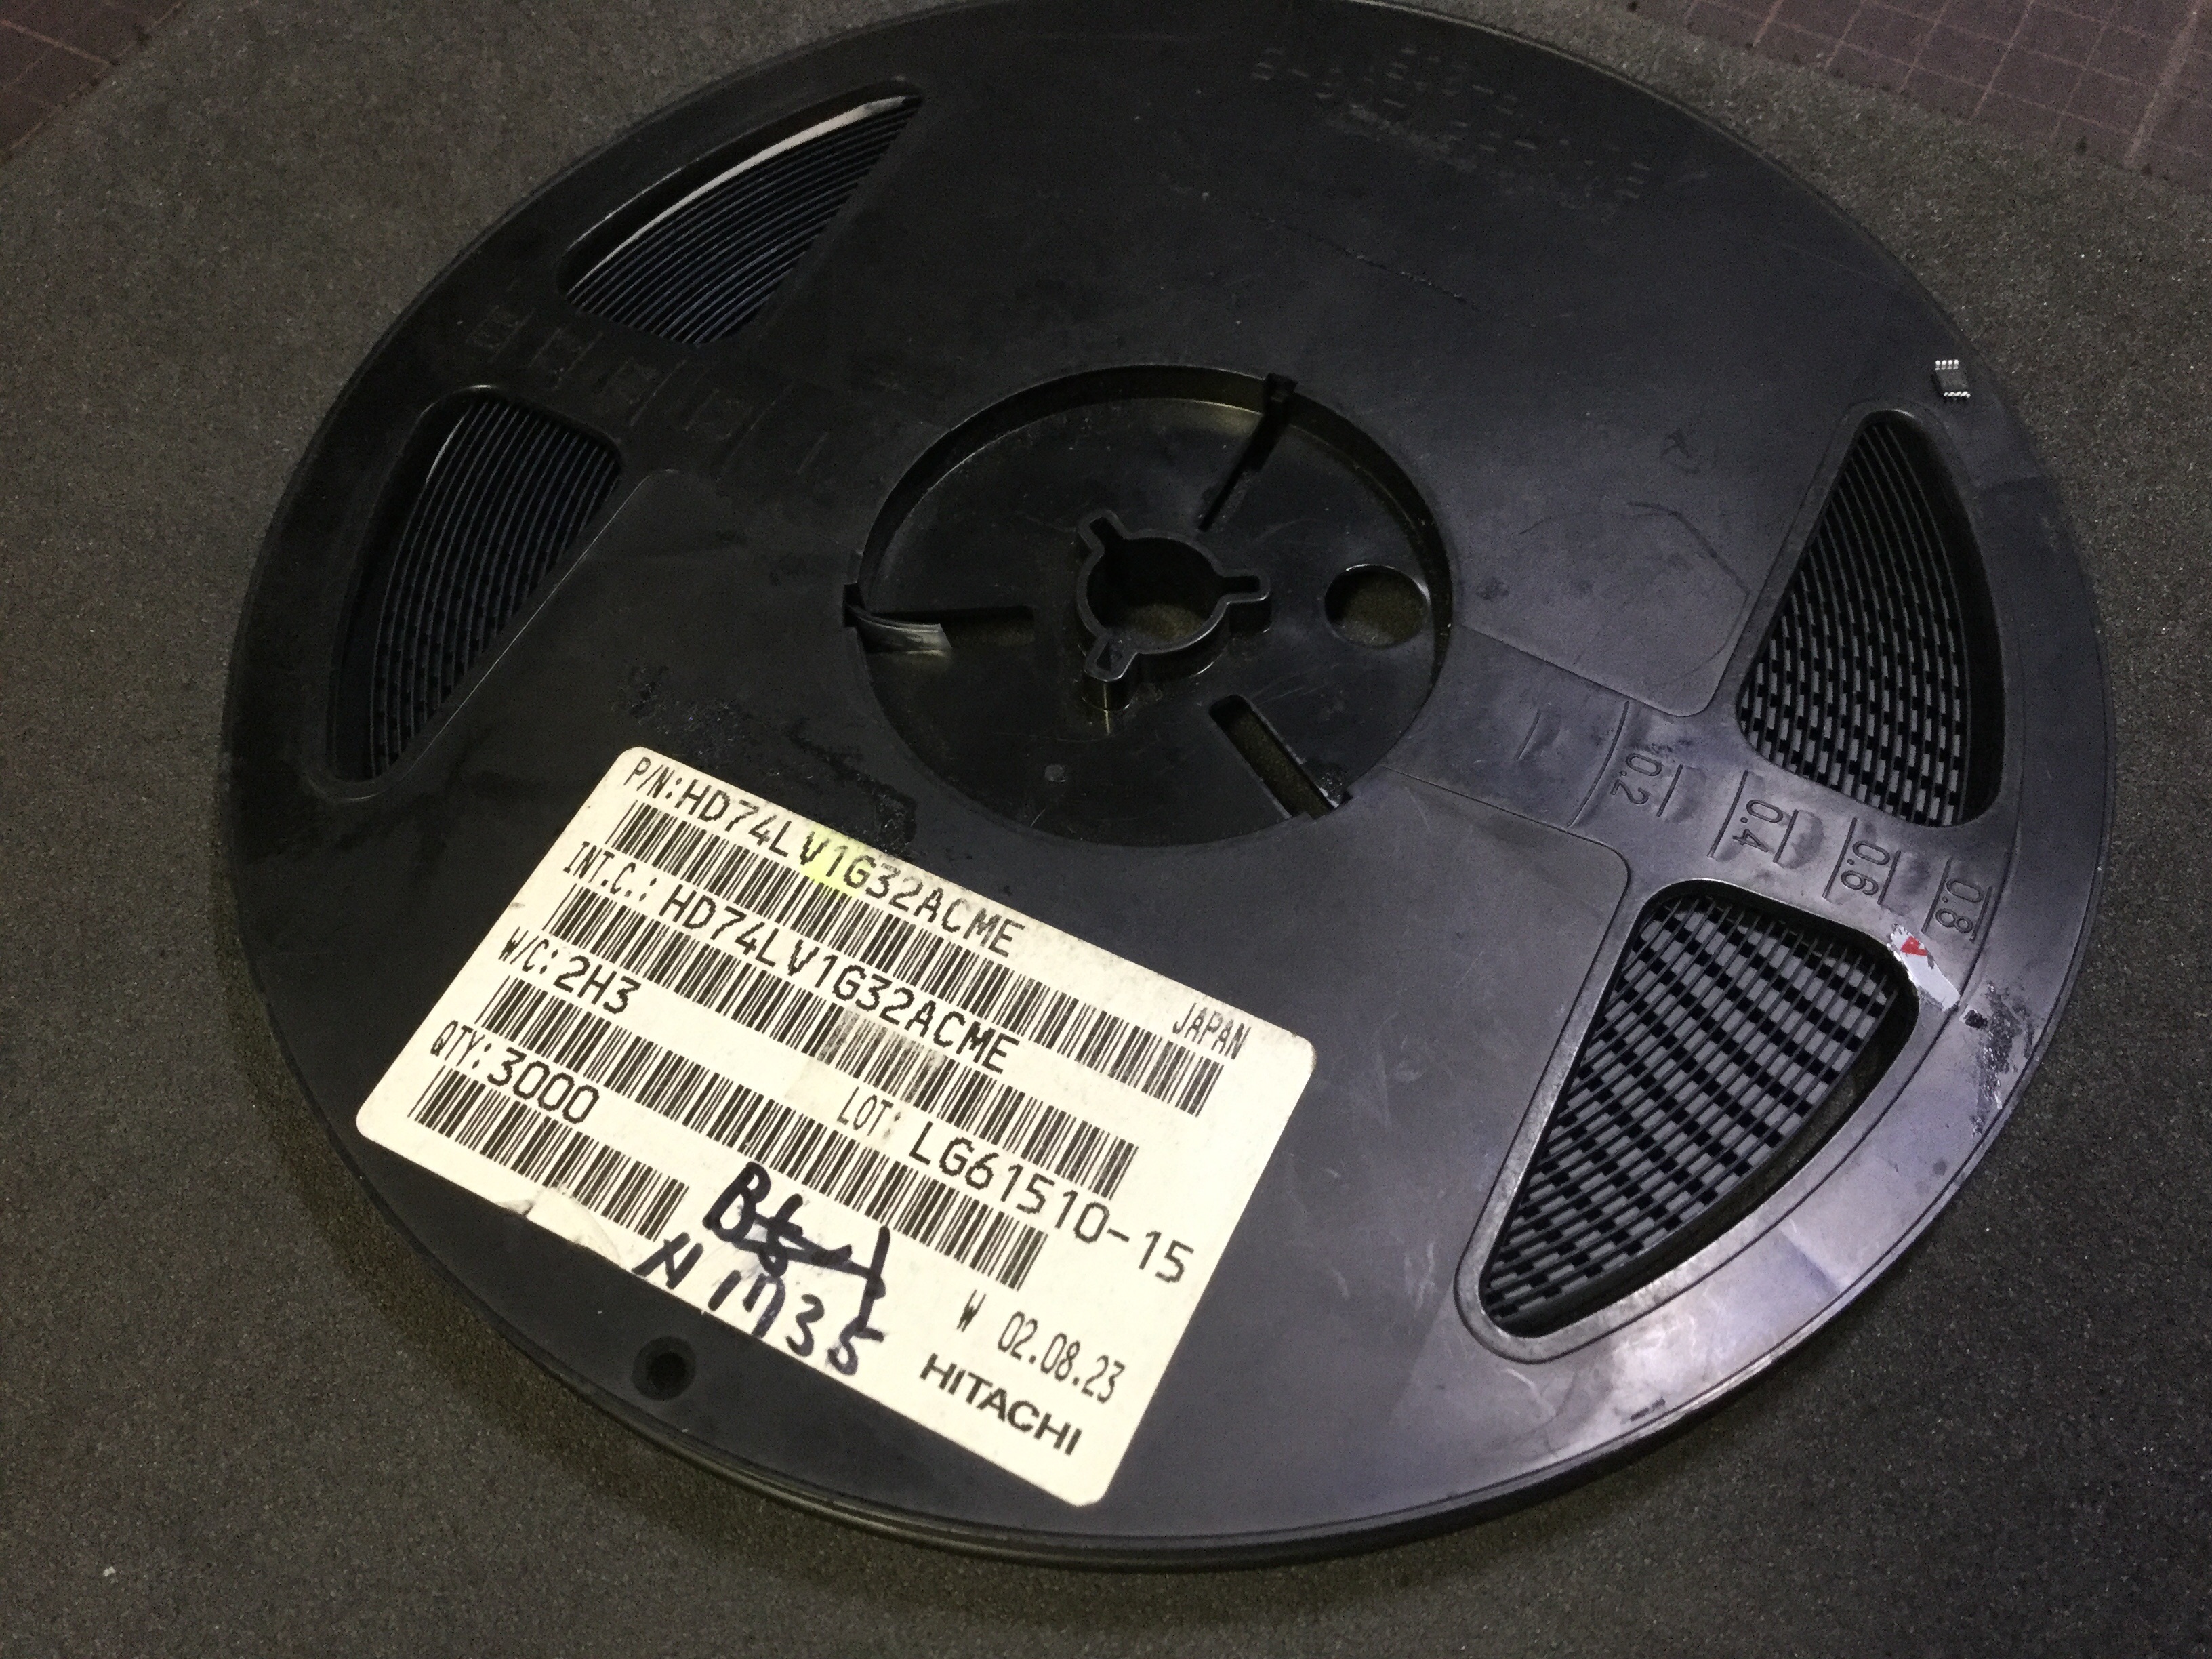 P/N:HD74LV1G32ACME
JAPAN
INT.C.: HD74LV1G32ACME
W/C: 2H3
LOT: LG61510-15
QTY: 3000
W 02.08.23
HITACHI
0.2
0.4
0.6
0.8